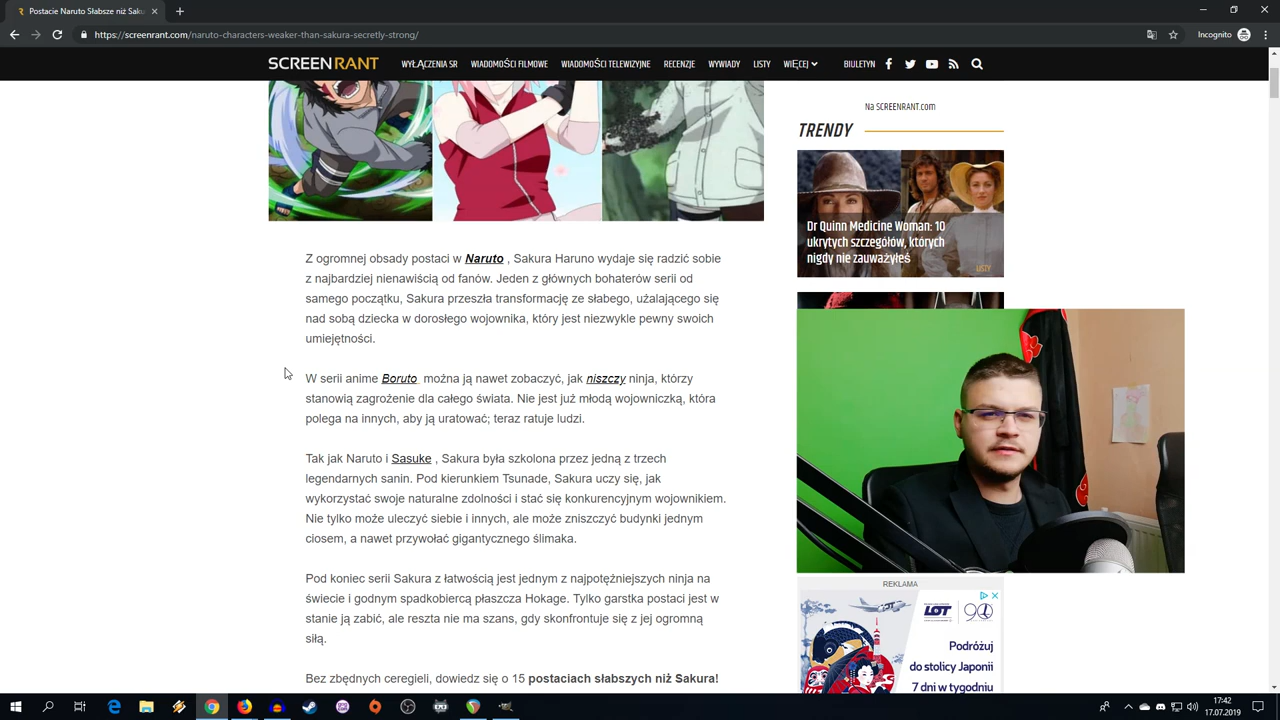 Postacie Naruto Słabsze niż Saku
https://screenrant.com/naruto-characters-weaker-than-sakura-secretly-strong/
Incognito
SCREENRANT
WYŁĄCZENIA SR
WIADOMOŚCI FILMOWE
WIADOMOŚCI TELEWIZYJNE
RECENZJE
WYWIADY
LISTY
WIĘCEJ
BIULETYN
Na SCREENRANT.com
TRENDY
Dr Quinn Medicine Woman: 10
ukrytych szczegółów, których
nigdy nie zauważyłeś
LISTY
Z ogromnej obsady postaci w Naruto , Sakura Haruno wydaje się radzić sobie
z najbardziej nienawiścią od fanów. Jeden z głównych bohaterów serii od
samego początku, Sakura przeszła transformację ze słabego, użalającego się
nad sobą dziecka w dorosłego wojownika, który jest niezwykle pewny swoich
umiejętności.
W serii anime Boruto można ją nawet zobaczyć, jak niszczy ninja, którzy
stanowią zagrożenie dla całego świata. Nie jest już młodą wojowniczką, która
polega na innych, aby ją uratować; teraz ratuje ludzi.
Tak jak Naruto i Sasuke , Sakura była szkolona przez jedną z trzech
legendarnych sanin. Pod kierunkiem Tsunade, Sakura uczy się, jak
wykorzystać swoje naturalne zdolności i stać się konkurencyjnym wojownikiem.
Nie tylko może uleczyć siebie i innych, ale może zniszczyć budynki jednym
ciosem, a nawet przywołać gigantycznego ślimaka.
Pod koniec serii Sakura z łatwością jest jednym z najpotężniejszych ninja na
świecie i godnym spadkobiercą płaszcza Hokage. Tylko garstka postaci jest w
stanie ją zabić, ale reszta nie ma szans, gdy skonfrontuje się z jej ogromną
siłą.
Bez zbędnych ceregieli, dowiedz się o 15 postaciach słabszych niż Sakura!
REKLAMA
LOT
90
Podróżuj
do stolicy Japonii
7 dni w tygodniu
17:42
17.07.2019